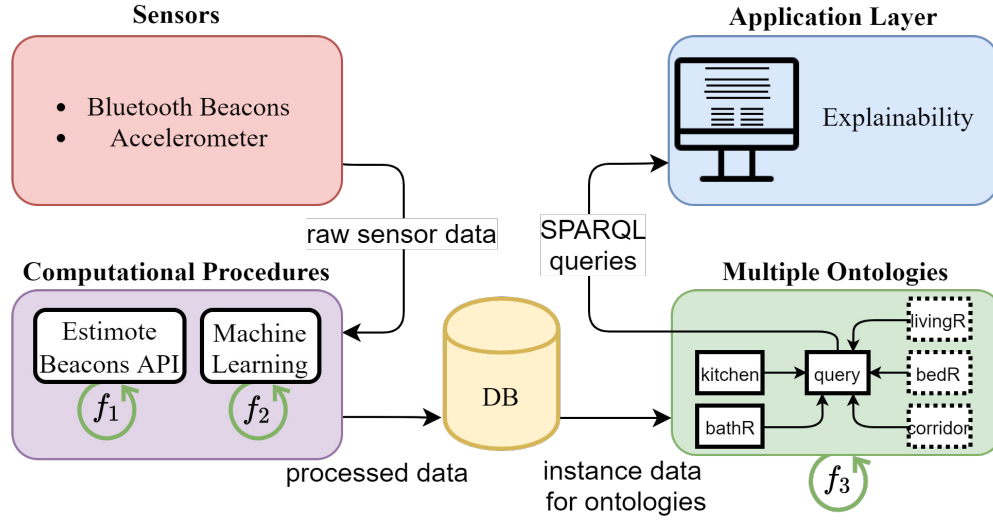 Sensors
• Bluetooth Beacons
• Accelerometer
Application Layer
Explainability
raw sensor data
SPARQL
queries
Computational Procedures
Estimote
Beacons API
Machine
Learning
f1
f2
processed data
DB
instance data
for ontologies
Multiple Ontologies
livingR
kitchen
query
bedR
bathR
corridor
f3